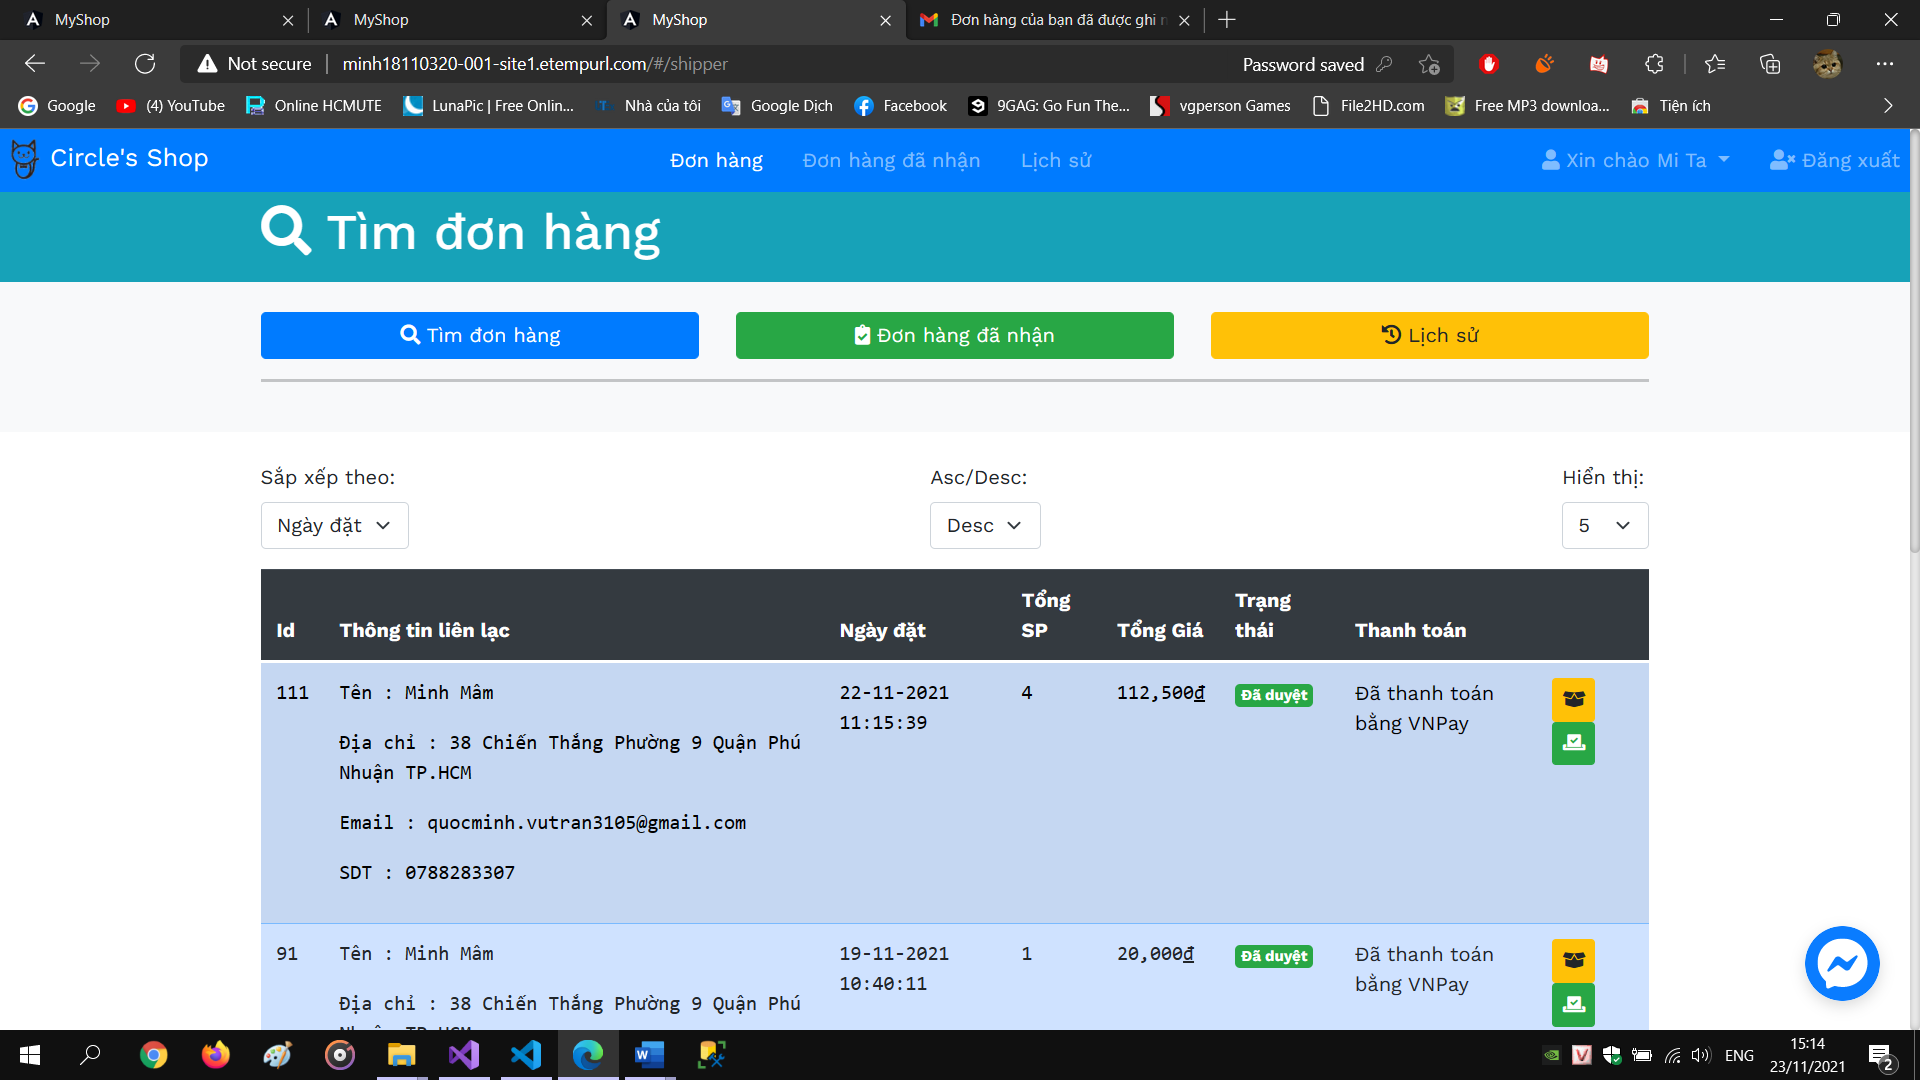 MyShop
MyShop
MyShop
Đơn hàng của bạn đã được ghi n
Not secure
minh18110320-001-site1.etempurl.com/#/shipper
Password saved
Google
(4) YouTube
Online HCMUTE
LunaPic | Free Onlin...
Nhà của tôi
Google Dịch
Facebook
9GAG: Go Fun The...
vgperson Games
File2HD.com
Free MP3 downloa...
Tiện ích
Circle's Shop
Đơn hàng
Đơn hàng đã nhận
Lịch sử
Xin chào Mi Ta
Đăng xuất
Tìm đơn hàng
Tìm đơn hàng
Đơn hàng đã nhận
Lịch sử
Sắp xếp theo:
Asc/Desc:
Hiển thị:
Ngày đặt
Desc
5
Id
Thông tin liên lạc
Ngày đặt
Tổng
SP
Tổng Giá
Trạng
thái
Thanh toán
111
Tên : Minh Mâm
Địa chỉ : 38 Chiến Thắng Phường 9 Quận Phú
Nhuận TP.HCM
Email : quocminh.vutran3105@gmail.com
SDT : 0788283307
22-11-2021
11:15:39
4
112,500₫
Đã duyệt
Đã thanh toán
bằng VNPay
91
Tên : Minh Mâm
Địa chỉ : 38 Chiến Thắng Phường 9 Quận Phú
Nhuận TP.HCM
19-11-2021
10:40:11
1
20,000₫
Đã duyệt
Đã thanh toán
bằng VNPay
ENG
15:14
23/11/2021
2